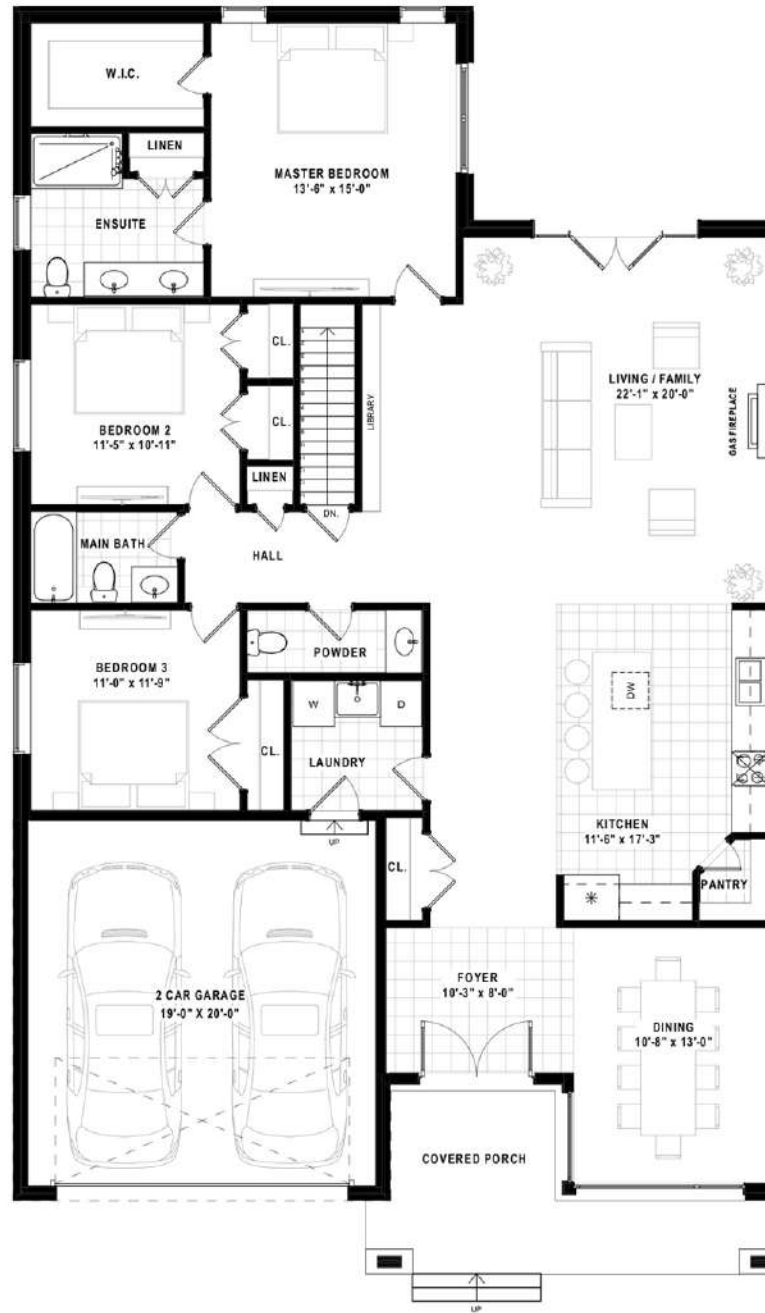 W.I.C.
LINEN
MASTER BEDROOM
13'-6" x 15'-0"
ENSUITE
CL.
LIVING / FAMILY
22'-1" x 20'-0"
GAS FIREPLACE
LIBRARY
BEDROOM 2
11'-5" x 10'-11"
CL.
LINEN
DN.
MAIN BATH
HALL
POWDER
BEDROOM 3
11'-0" x 11'-9"
W
D
DW
CL.
LAUNDRY
KITCHEN
11'-6" x 17'-3"
UP
CL.
PANTRY
FOYER
10'-3" x 8'-0"
2 CAR GARAGE
19'-0" X 20'-0"
DINING
10'-8" x 13'-0"
COVERED PORCH
UP